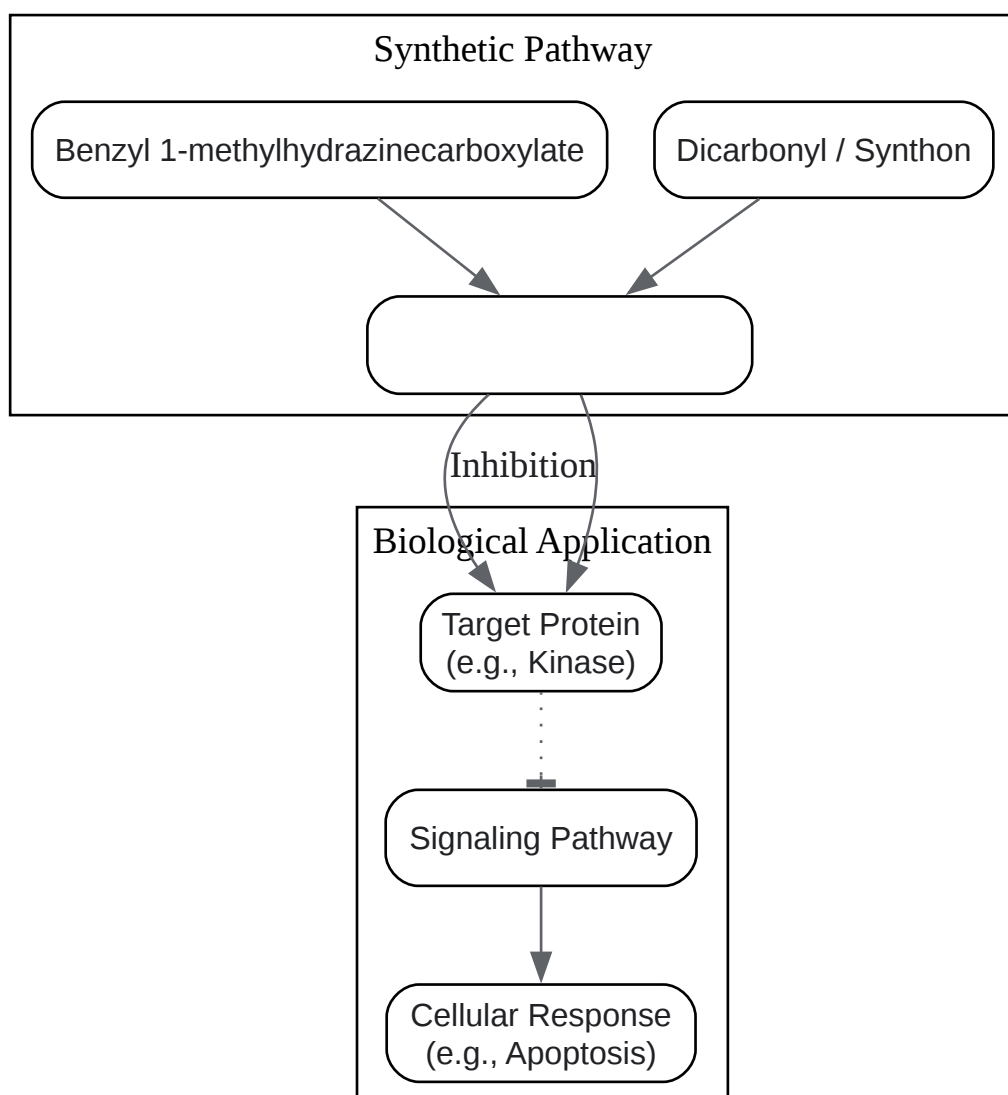 Synthetic Pathway
Benzyl 1-methylhydrazinecarboxylate
Dicarbonyl / Synthon
Inhibition
Biological Application
Target Protein
(e.g., Kinase)
Signaling Pathway
Cellular Response
(e.g., Apoptosis)